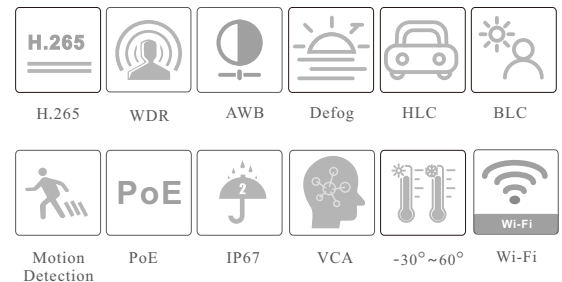 H.265
H.265 WDR AWB Defog HLC BLC
PoE 2 Wi-Fi
Motion Detection PoE IP67 VCA -30°~60° Wi-Fi